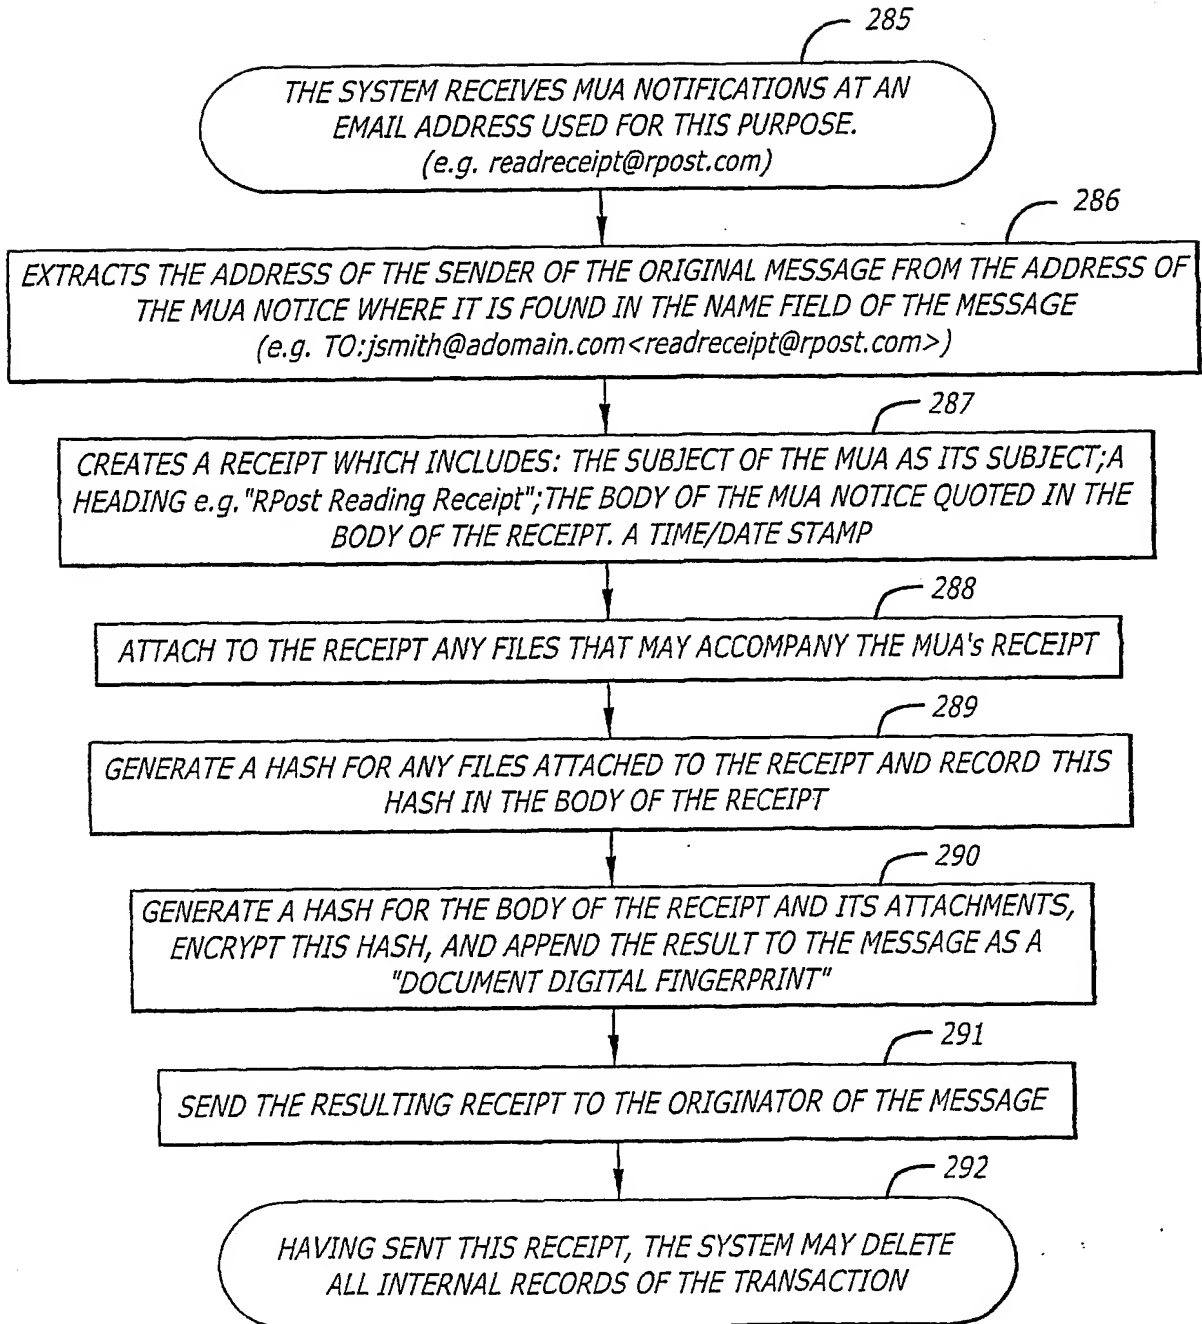 285
THE SYSTEM RECEIVES MUA NOTIFICATIONS AT AN
EMAIL ADDRESS USED FOR THIS PURPOSE.
(e.g. readreceipt@rpost.com)
286
EXTRACTS THE ADDRESS OF THE SENDER OF THE ORIGINAL MESSAGE FROM THE ADDRESS OF
THE MUA NOTICE WHERE IT IS FOUND IN THE NAME FIELD OF THE MESSAGE
(e.g. TO:jsmith@adomain.com<readreceipt@rpost.com>)
287
CREATES A RECEIPT WHICH INCLUDES: THE SUBJECT OF THE MUA AS ITS SUBJECT;A
HEADING e.g."RPost Reading Receipt";THE BODY OF THE MUA NOTICE QUOTED IN THE
BODY OF THE RECEIPT. A TIME/DATE STAMP
288
ATTACH TO THE RECEIPT ANY FILES THAT MAY ACCOMPANY THE MUA's RECEIPT
289
GENERATE A HASH FOR ANY FILES ATTACHED TO THE RECEIPT AND RECORD THIS
HASH IN THE BODY OF THE RECEIPT
290
GENERATE A HASH FOR THE BODY OF THE RECEIPT AND ITS ATTACHMENTS,
ENCRYPT THIS HASH, AND APPEND THE RESULT TO THE MESSAGE AS A
"DOCUMENT DIGITAL FINGERPRINT"
291
SEND THE RESULTING RECEIPT TO THE ORIGINATOR OF THE MESSAGE
292
HAVING SENT THIS RECEIPT, THE SYSTEM MAY DELETE
ALL INTERNAL RECORDS OF THE TRANSACTION